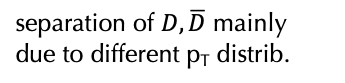 separation of D, D̅ mainly
due to different pT distrib.